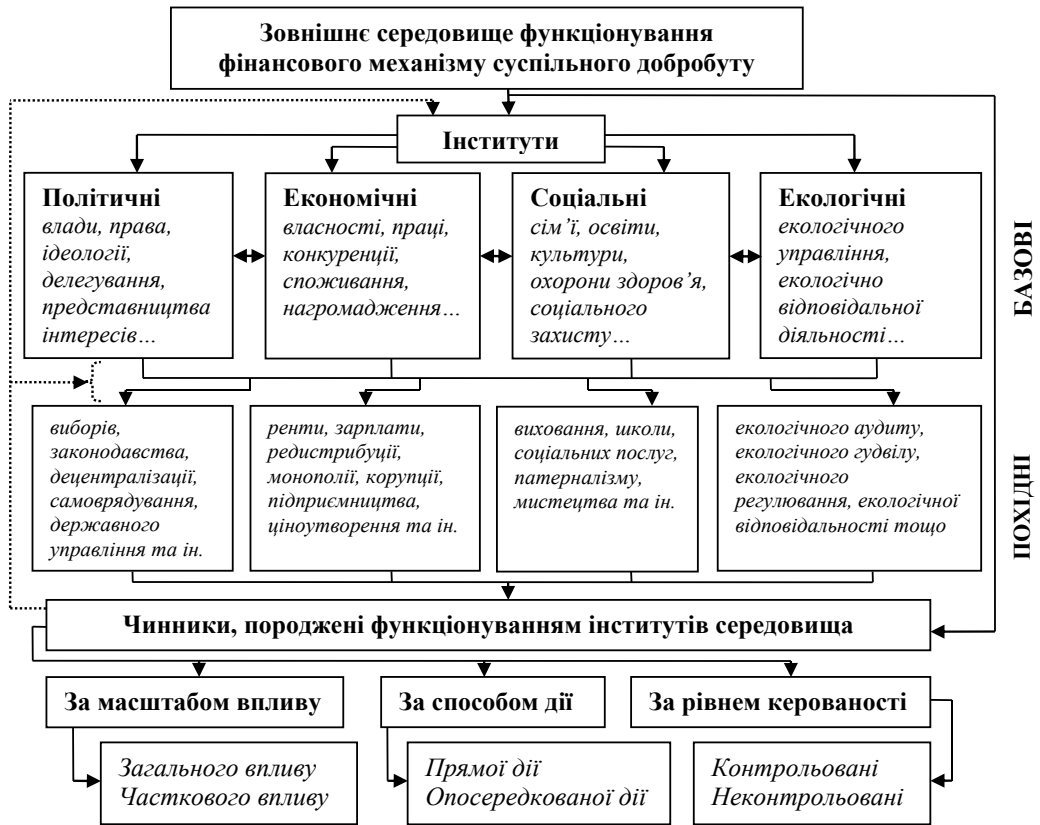 Зовнішнє середовище функціонування
фінансового механізму суспільного добробуту
Інститути
Політичні
влади, права,
ідеології,
делегування,
представництва
інтересів…
Економічні
власності, праці,
конкуренції,
споживання,
нагромадження…
Соціальні
сім’ї, освіти,
культури,
охорони здоров’я,
соціального
захисту…
Екологічні
екологічного
управління,
екологічно
відповідальної
діяльності…
БАЗОВІ
виборів,
законодавства,
децентралізації,
самоврядування,
державного
управління та ін.
ренти, зарплати,
редистрибуції,
монополії, корупції,
підприємництва,
ціноутворення та ін.
виховання, школи,
соціальних послуг,
патерналізму,
мистецтва та ін.
екологічного аудиту,
екологічного гудвілу,
екологічного
регулювання, екологічної
відповідальності тощо
ПОХІДНІ
Чинники, породжені функціонуванням інститутів середовища
За масштабом впливу
За способом дії
За рівнем керованості
Загального впливу
Часткового впливу
Прямої дії
Опосередкованої дії
Контрольовані
Неконтрольовані